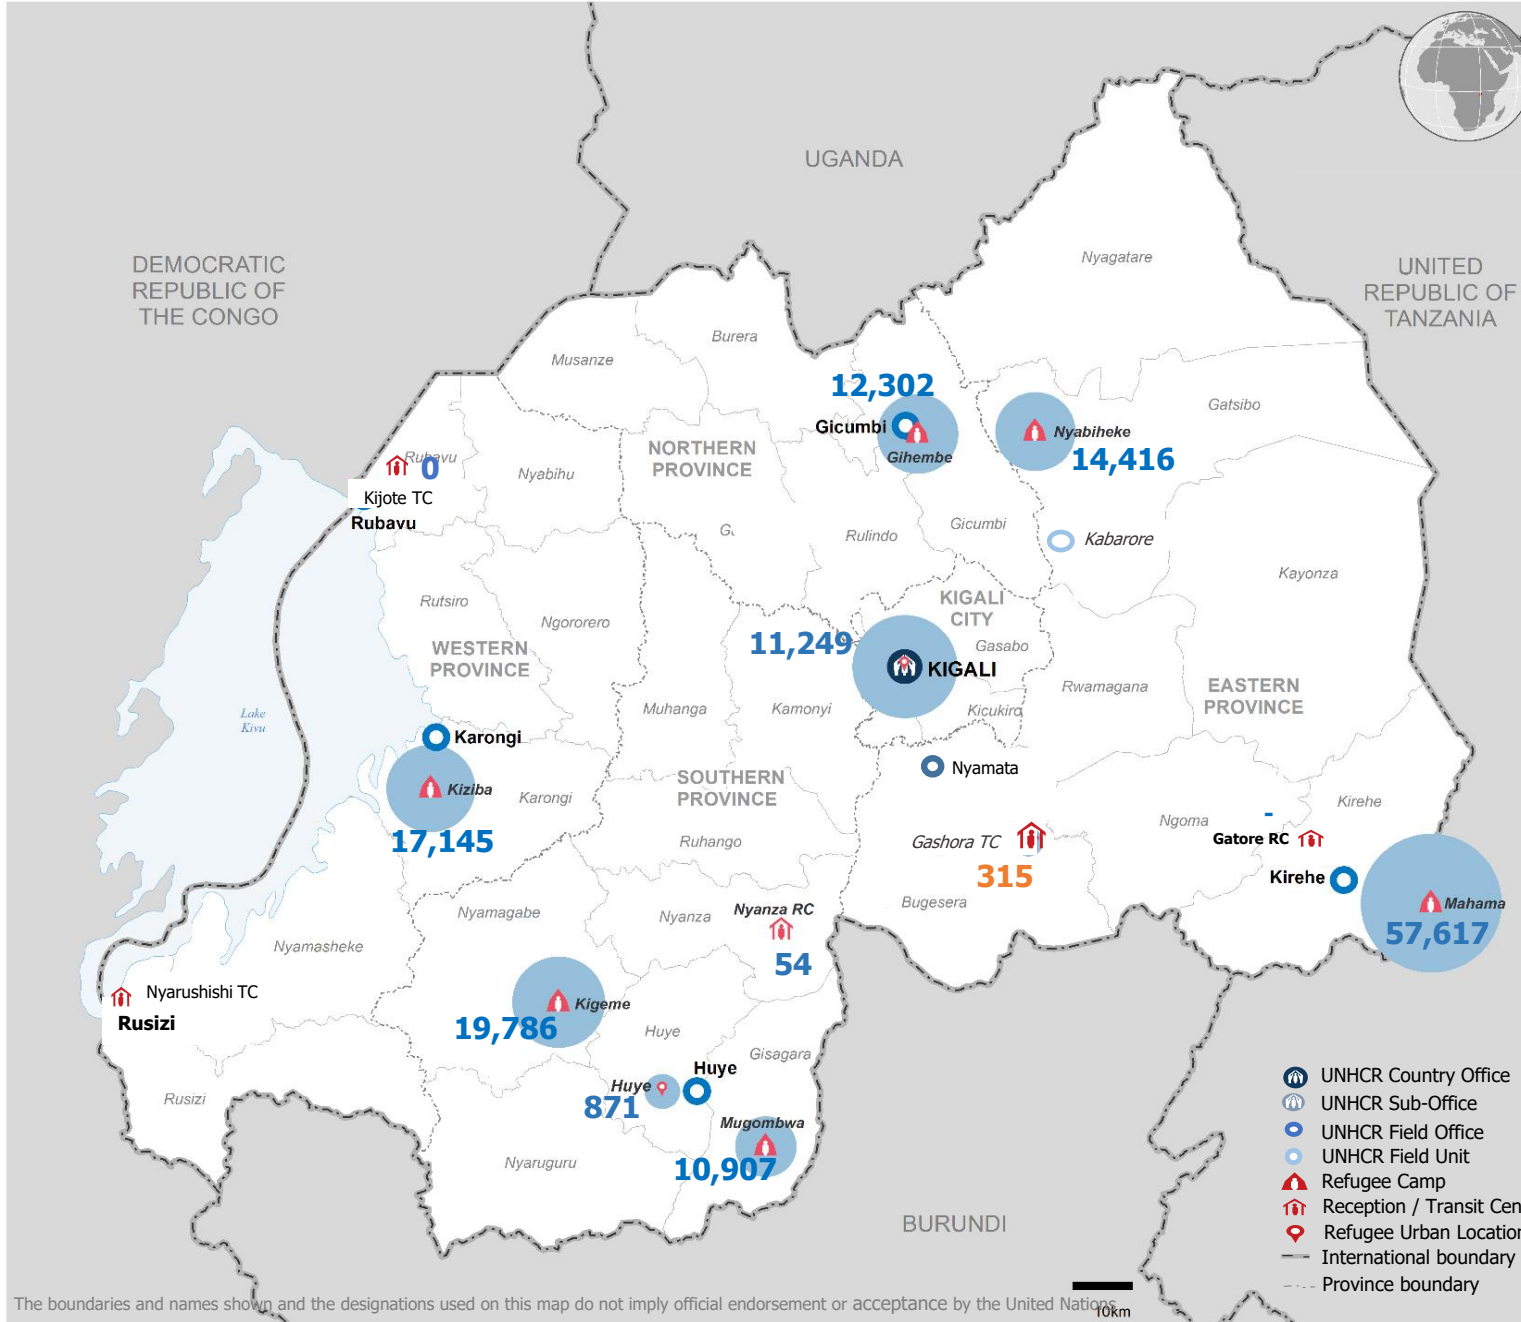 UGANDA
DEMOCRATIC
REPUBLIC OF
THE CONGO
UNITED
REPUBLIC OF
TANZANIA
Nyagatare
Burera
Musanze
12,302
Gicumbi
Gihembe
Nyabiheke
14,416
Gatsibo
NORTHERN
PROVINCE
Rubavu
0
Kijote TC
Rubavu
Nyabihu
Rulindo
Gicumbi
Kabarore
Kayonza
Rutsiro
Ngororero
WESTERN
PROVINCE
KIGALI
CITY
Gasabo
11,249
KIGALI
Kicukiro
Rwamagana
EASTERN
PROVINCE
Lake
Kivu
Muhanga
Kamonyi
Karongi
Kiziba
Karongi
17,145
SOUTHERN
PROVINCE
Ruhango
Nyamata
Gashora TC
315
Bugesera
Ngoma
Kirehe
-
Gatore RC
Kirehe
Mahama
57,617
Nyamagabe
Nyanza
Nyanza RC
54
Nyamasheke
Nyarushishi TC
Rusizi
Kigeme
19,786
Huye
Gisagara
Huye
Huye
871
Mugombwa
10,907
Rusizi
Nyaruguru
BURUNDI
UNHCR Country Office
UNHCR Sub-Office
UNHCR Field Office
UNHCR Field Unit
Refugee Camp
Reception / Transit Cen
Refugee Urban Location
International boundary
Province boundary
10km
The boundaries and names shown and the designations used on this map do not imply official endorsement or acceptance by the United Nations.